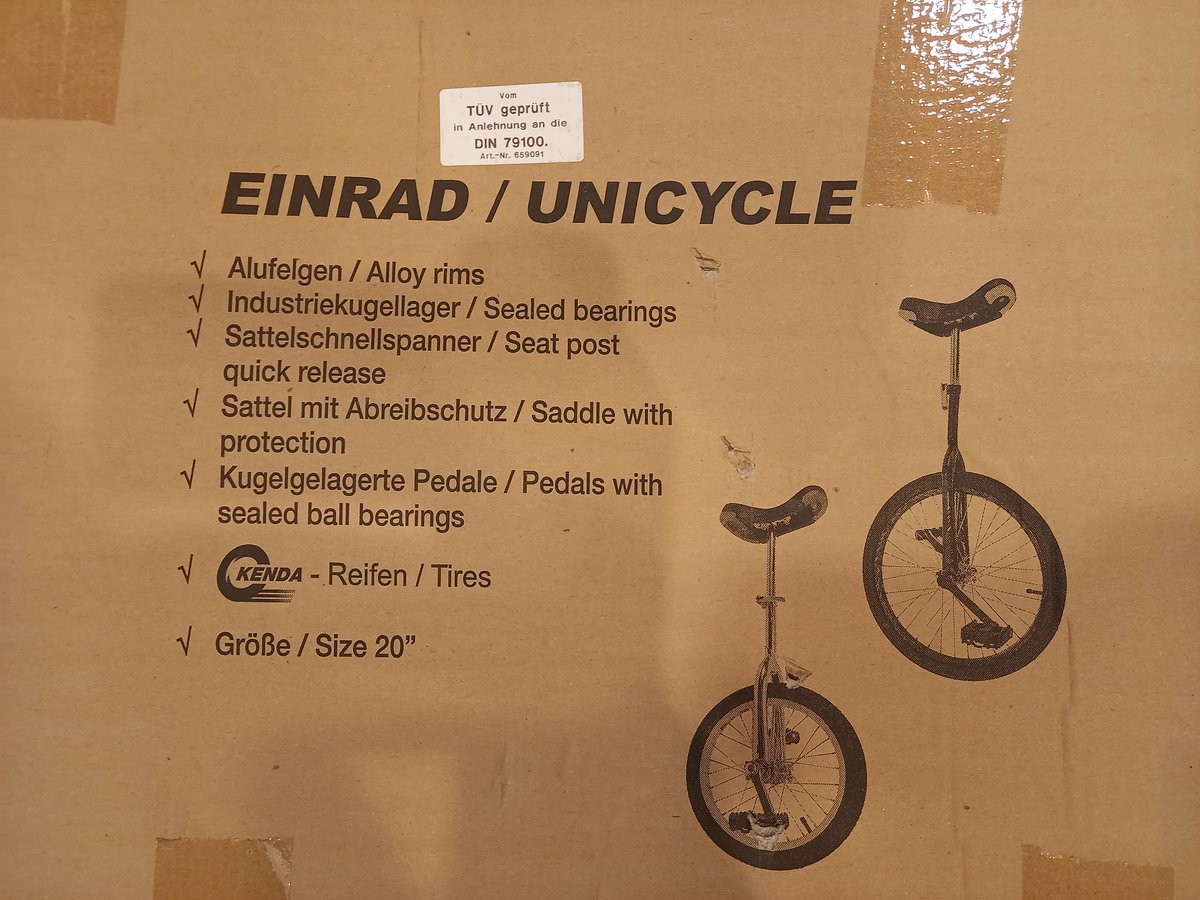 Vom
TÜV geprüft
in Anlehnung an die
DIN 79100.
Art.-Nr. 659091
EINRAD / UNICYCLE
√ Alufelgen / Alloy rims
√ Industriekugellager / Sealed bearings
√ Sattelschnellspanner / Seat post
quick release
√ Sattel mit Abreibschutz / Saddle with
protection
√ Kugelgelagerte Pedale / Pedals with
sealed ball bearings
√ KENDA - Reifen / Tires
√ Größe / Size 20”